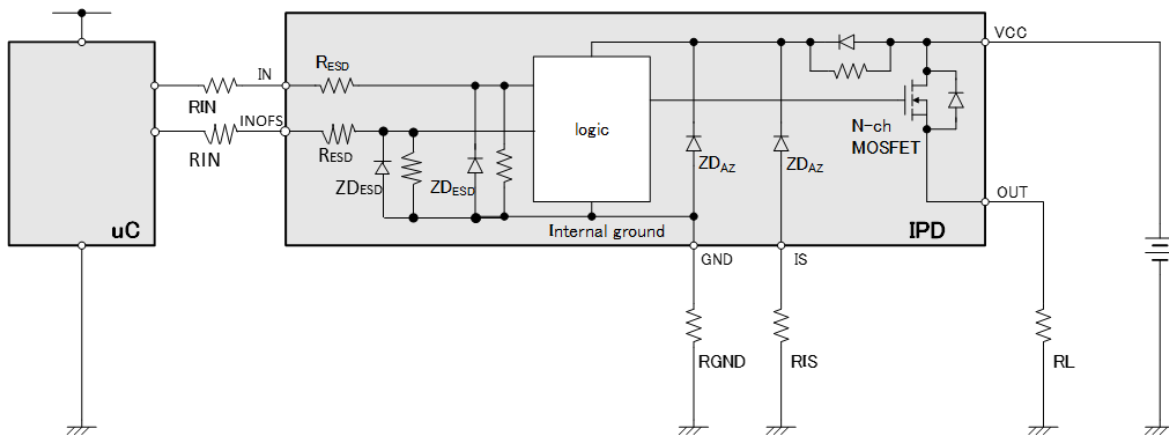 VCC
RESD
IN
RIN
INOFS
logic
N-ch
MOSFET
RIN
RESD
ZDESD
ZDESD
ZDAZ
ZDAZ
OUT
uC
Internal ground
IPD
GND
IS
RGND
RIS
RL